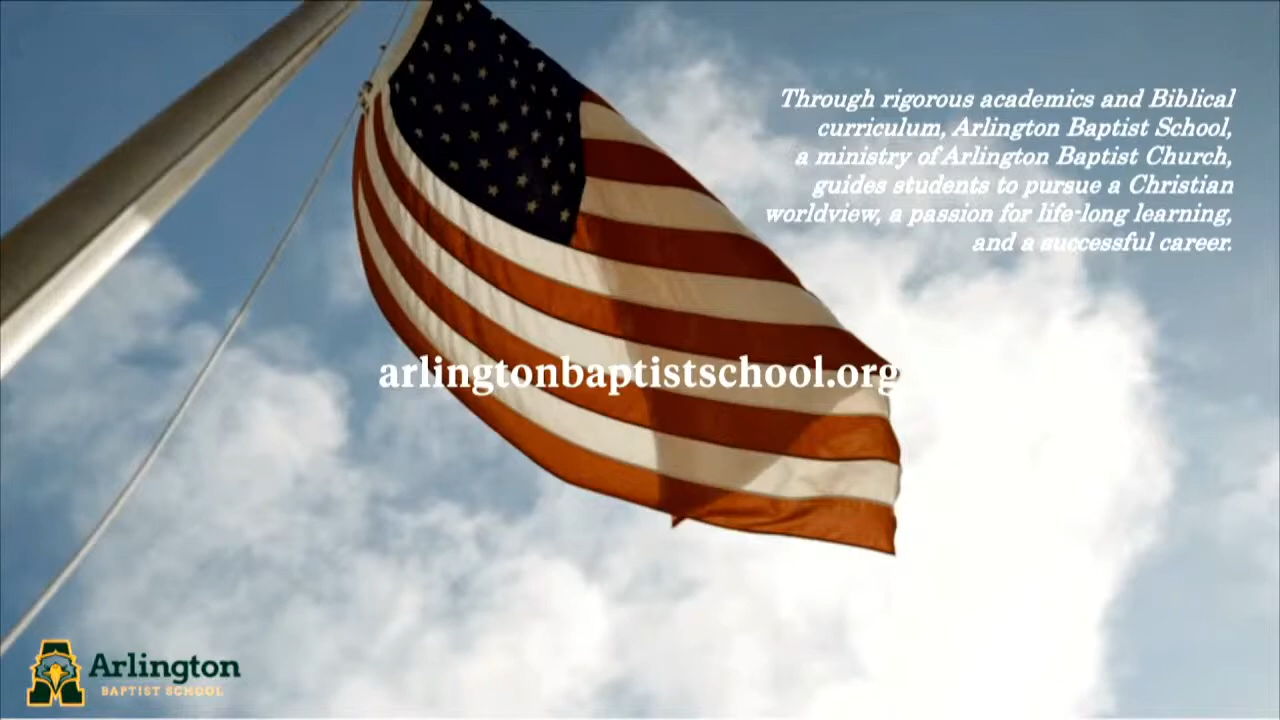 Through rigorous academics and Biblical
curriculum, Arlington Baptist School,
a ministry of Arlington Baptist Church,
guides students to pursue a Christian
worldview, a passion for life-long learning,
and a successful career.
arlingtonbaptistschool.org
Arlington
BAPTIST SCHOOL